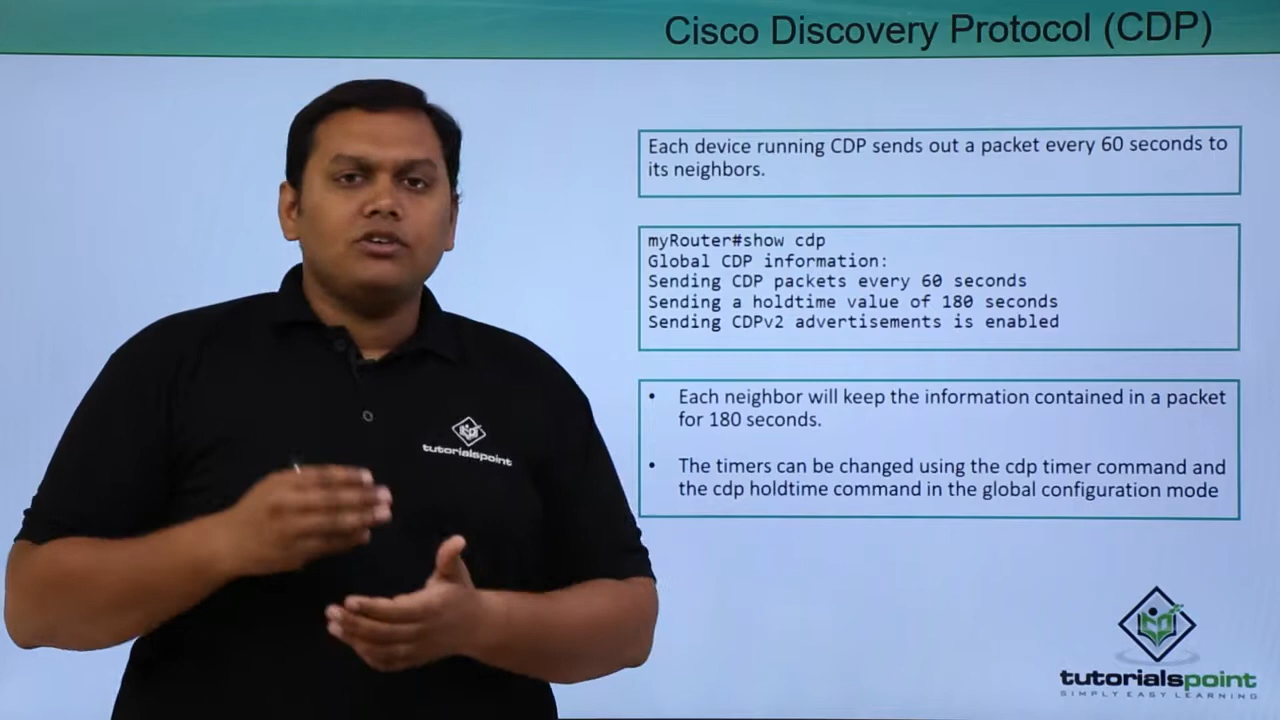 Cisco Discovery Protocol (CDP)
Each device running CDP sends out a packet every 60 seconds to
its neighbors.
myRouter#show cdp
Global CDP information:
Sending CDP packets every 60 seconds
Sending a holdtime value of 180 seconds
Sending CDPv2 advertisements is enabled
• Each neighbor will keep the information contained in a packet
for 180 seconds.
• The timers can be changed using the cdp timer command and
the cdp holdtime command in the global configuration mode
tutorialspoint
tutorialspoint
SIMPLY EASY LEARNING